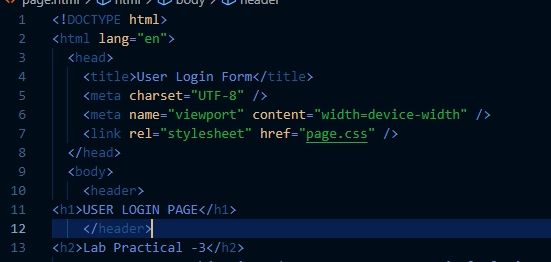 page.html > html > body > header
1 <!DOCTYPE html>
2 <html lang="en">
3 <head>
4 <title>User Login Form</title>
5 <meta charset="UTF-8" />
6 <meta name="viewport" content="width=device-width" />
7 <link rel="stylesheet" href="page.css" />
8 </head>
9 <body>
10 <header>
11 <h1>USER LOGIN PAGE</h1>
12 </header>
13 <h2>Lab Practical -3</h2>